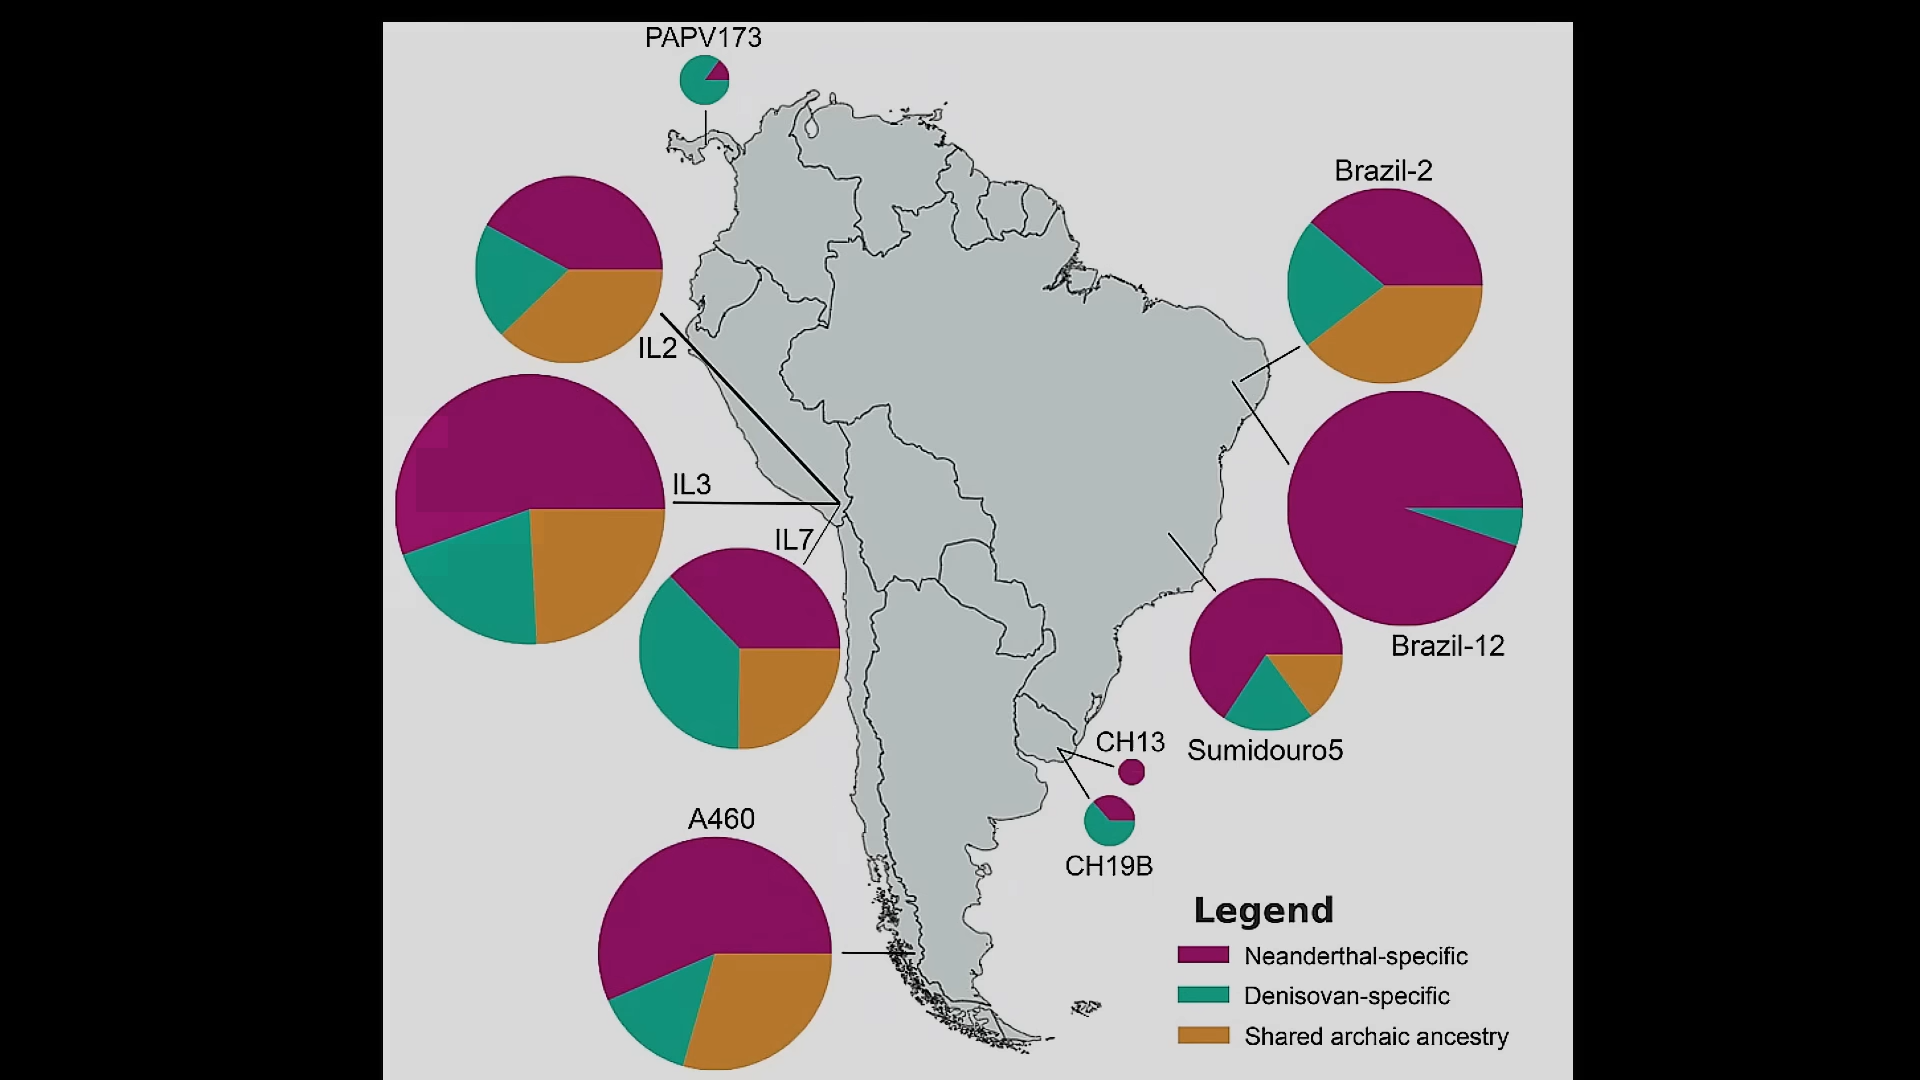 PAPV173
Brazil-2
IL2
IL3
IL7
Brazil-12
CH13
Sumidouro5
A460
CH19B
Legend
Neanderthal-specific
Denisovan-specific
Shared archaic ancestry